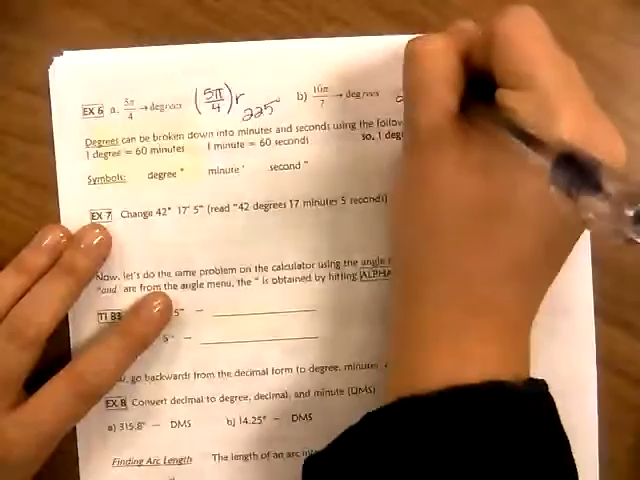 EX 6 a. 5π/4 → degrees (5π/4)r 225° b) 10π/7 → degrees
Degrees can be broken down into minutes and seconds using the
1 degree = 60 minutes 1 minute = 60 seconds so, 1
Symbols: degree ° minute ' second "
EX 7 Change 42° 17' 5" (read "42 degrees 17 minutes 5 seconds)
Now, let's do the same problem on the calculator using the angle
°and ' are from the angle menu, the " is obtained by hitting ALPHA
TI 83 5" =
5" =
go backwards from the decimal form to degree, minutes
EX 8 Convert decimal to degree, decimal, and minute (DMS)
a) 315.8° = DMS b) 14.25° = DMS
Finding Arc Length The length of an arc